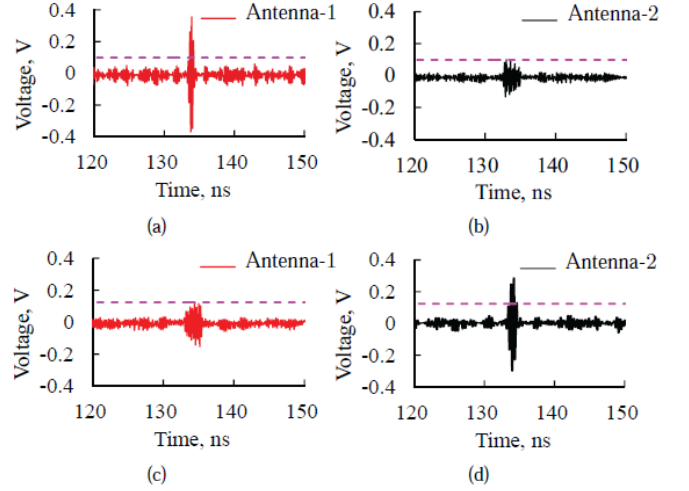 Antenna-1
Voltage, V
0.4
0.2
0
-0.2
-0.4
120 130 140 150
Time, ns
(a)
Antenna-2
Voltage, V
0.4
0.2
0
-0.2
-0.4
120 130 140 150
Time, ns
(b)
Antenna-1
Voltage, V
0.4
0.2
0
-0.2
-0.4
120 130 140 150
Time, ns
(c)
Antenna-2
Voltage, V
0.4
0.2
0
-0.2
0.4
120 130 140 150
Time, ns
(d)